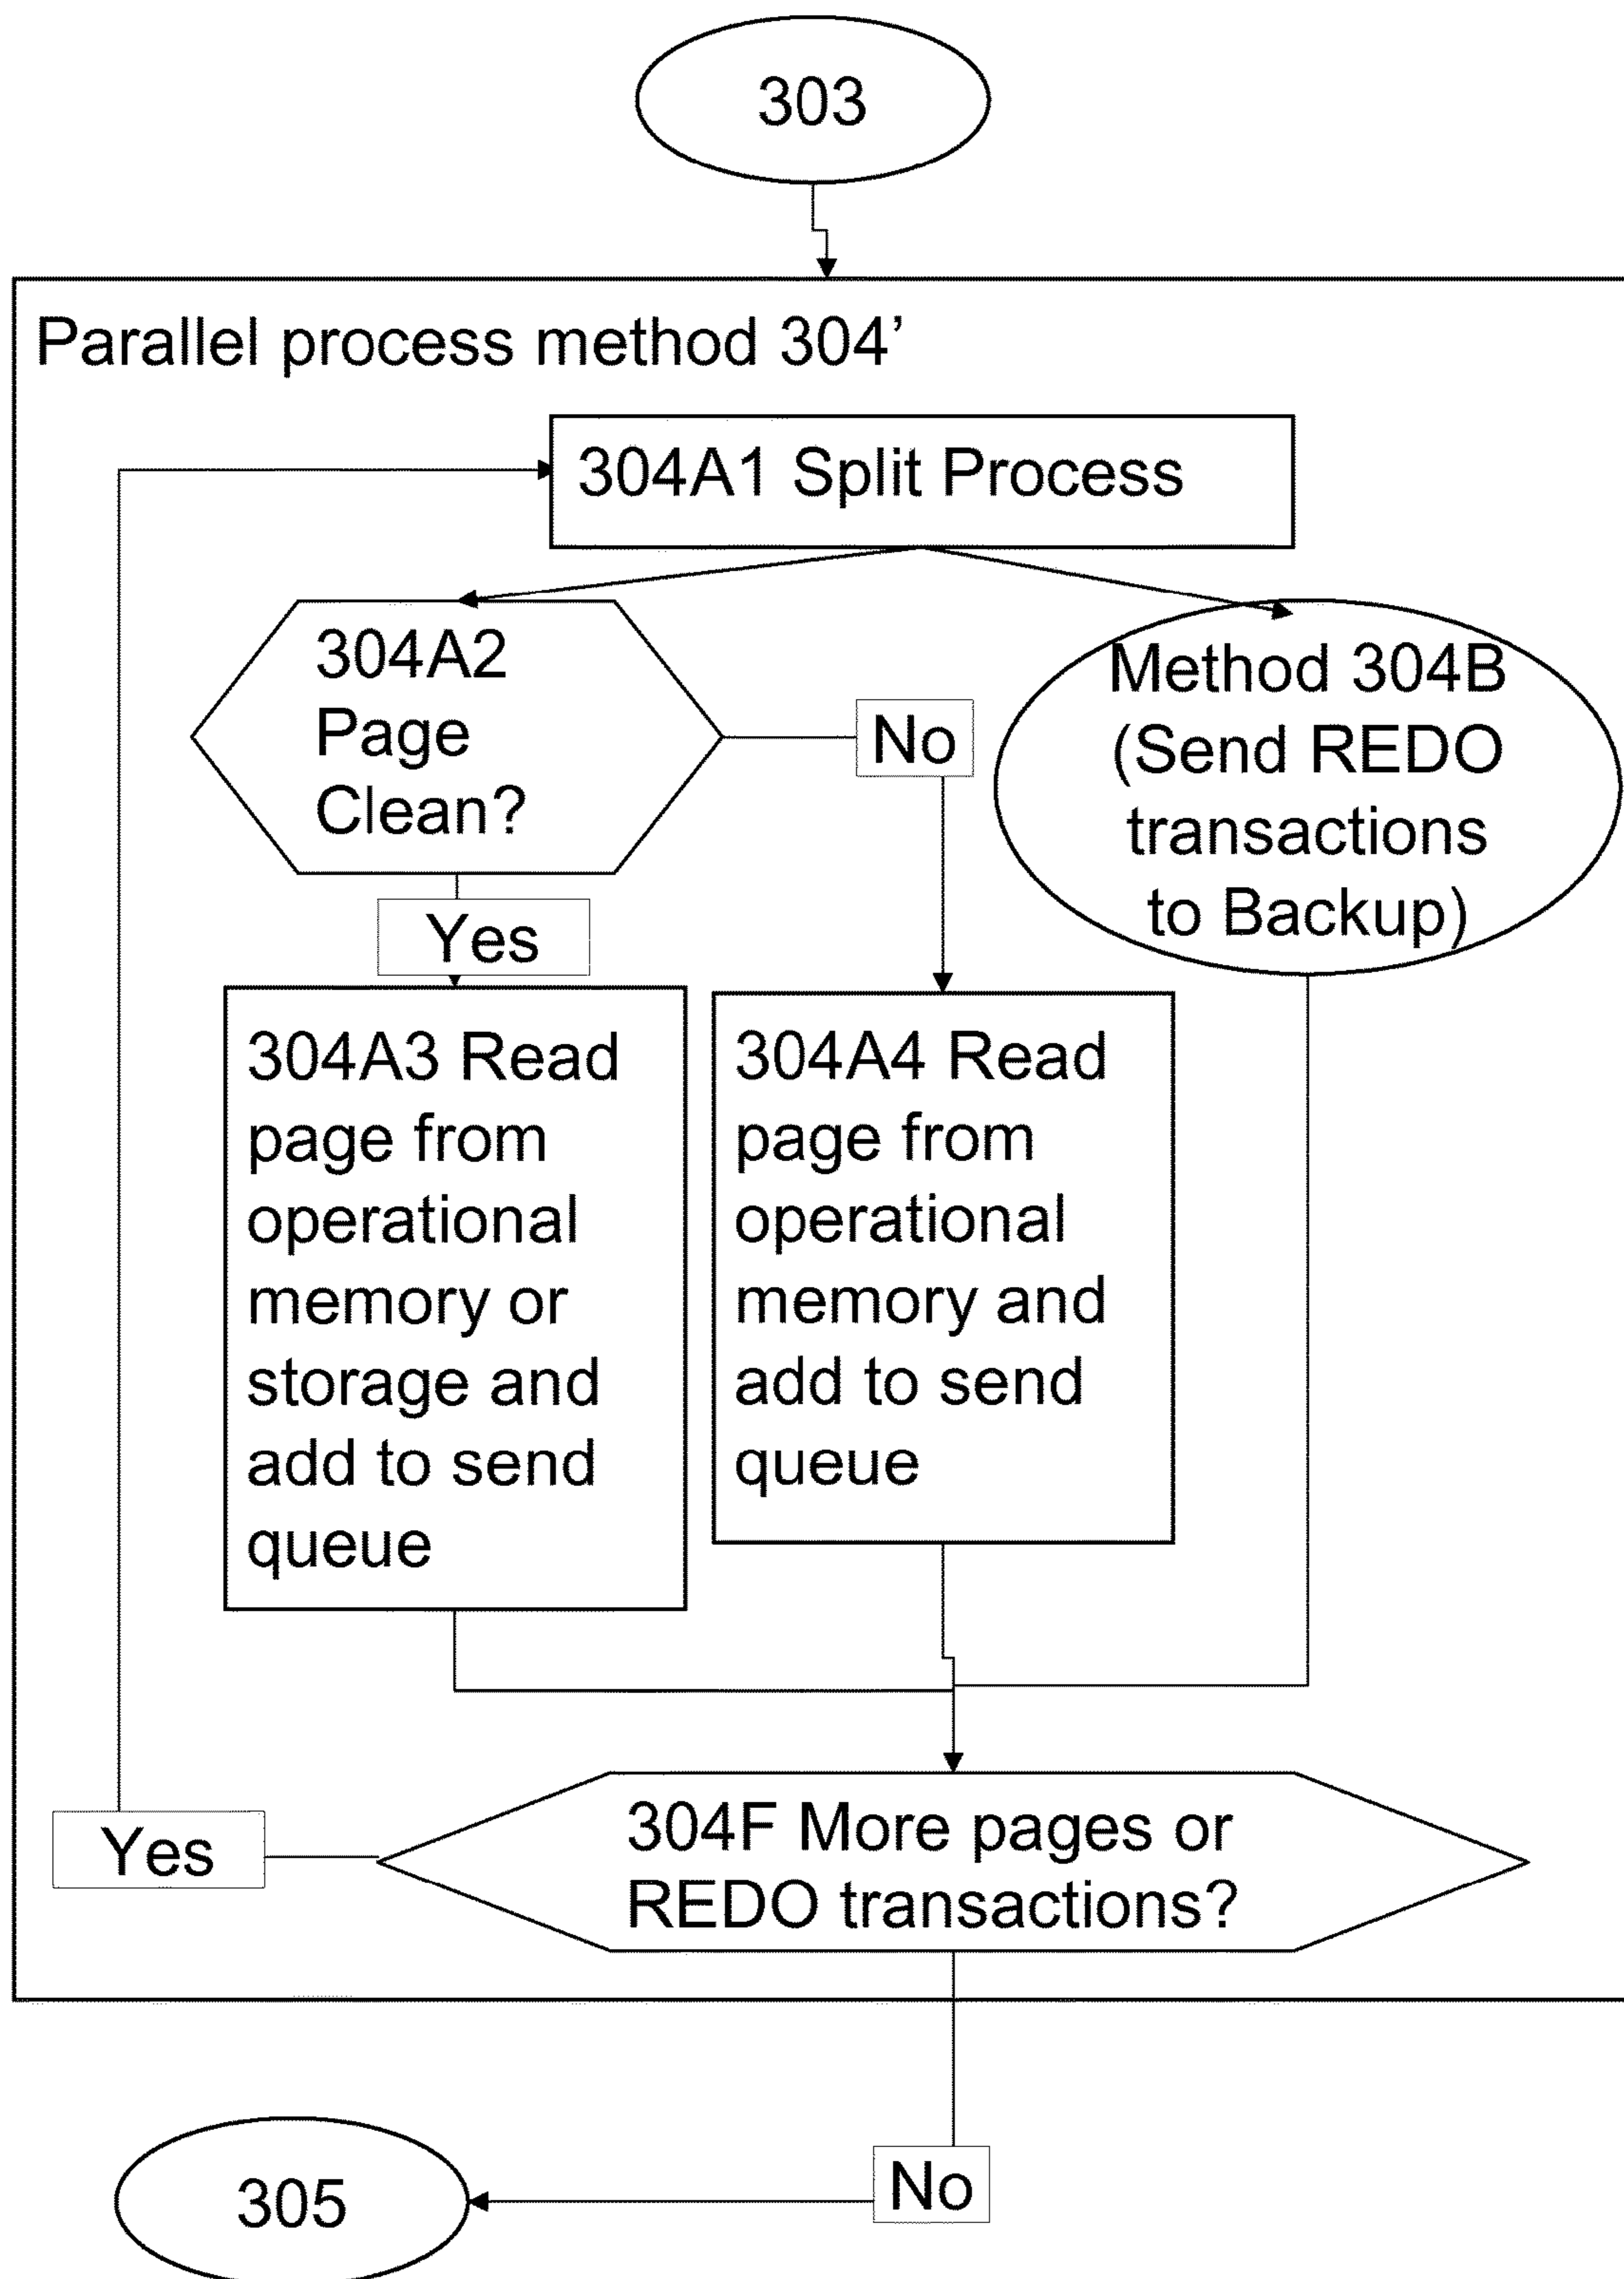 303
Parallel process method 304’
304A1 Split Process
304A2
Page
Clean?
No
Method 304B
(Send REDO
transactions
to Backup)
Yes
304A3 Read
page from
operational
memory or
storage and
add to send
queue
304A4 Read
page from
operational
memory and
add to send
queue
304F More pages or
REDO transactions?
Yes
No
305